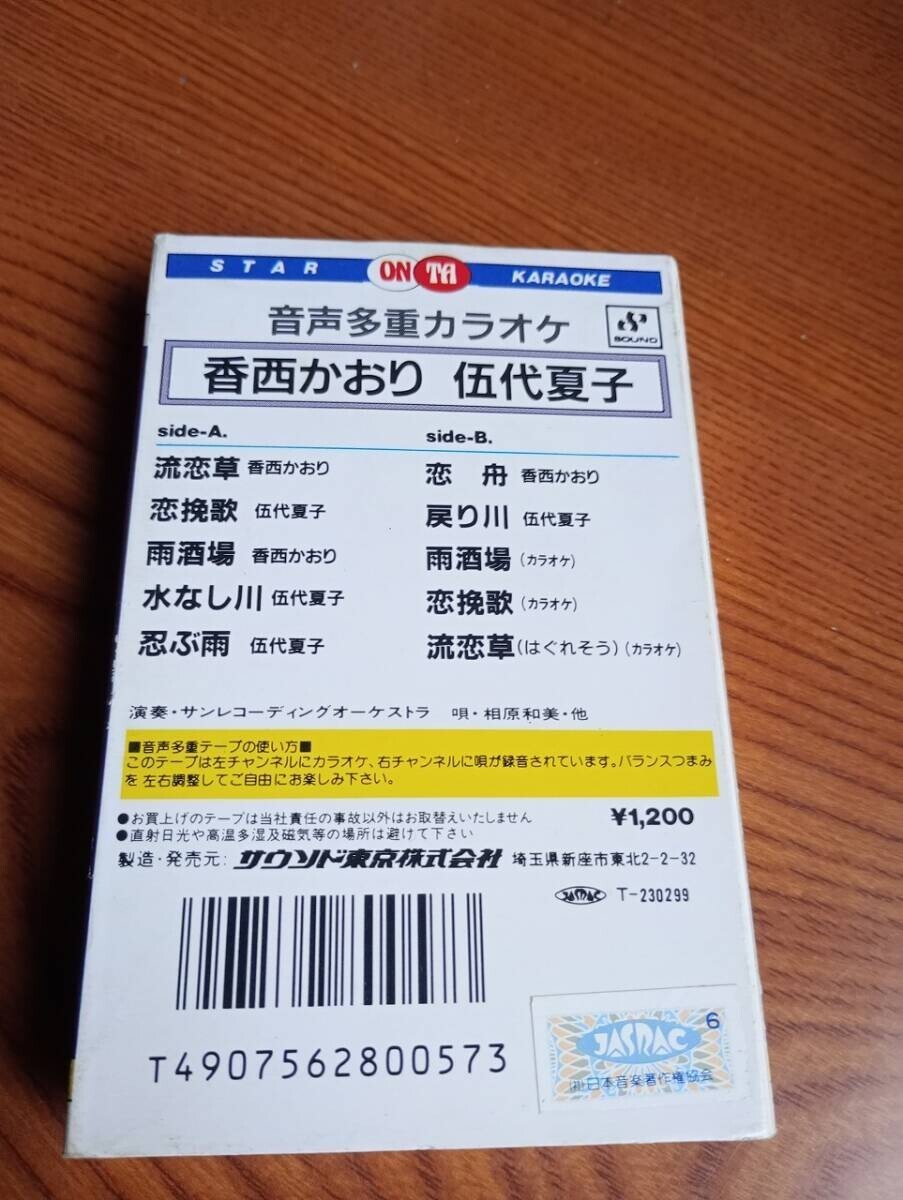 STAR ON TA KARAOKE
音声多重カラオケ
SOUND
香西かおり 伍代夏子
side-A.
流恋草 香西かおり
恋挽歌 伍代夏子
雨酒場 香西かおり
水なし川 伍代夏子
忍ぶ雨 伍代夏子
side-B.
恋 舟 香西かおり
戻り川 伍代夏子
雨酒場 (カラオケ)
恋挽歌 (カラオケ)
流恋草 (はぐれそう) (カラオケ)
演奏・サンレコーディングオーケストラ 唄・相原和美・他
■音声多重テープの使い方■
このテープは左チャンネルにカラオケ、右チャンネルに唄が録音されています。バランスつまみ
を左右調整してご自由にお楽しみ下さい。
●お買上げのテープは当社責任の事故以外はお取替えいたしません
¥1,200
●直射日光や高温多湿及磁気等の場所は避けて下さい
製造・発売元: サウンド東京株式会社 埼玉県新座市東北2-2-32
JASRAC T-230299
T4907562800573
6
JASRAC
(社)日本音楽著作権協会